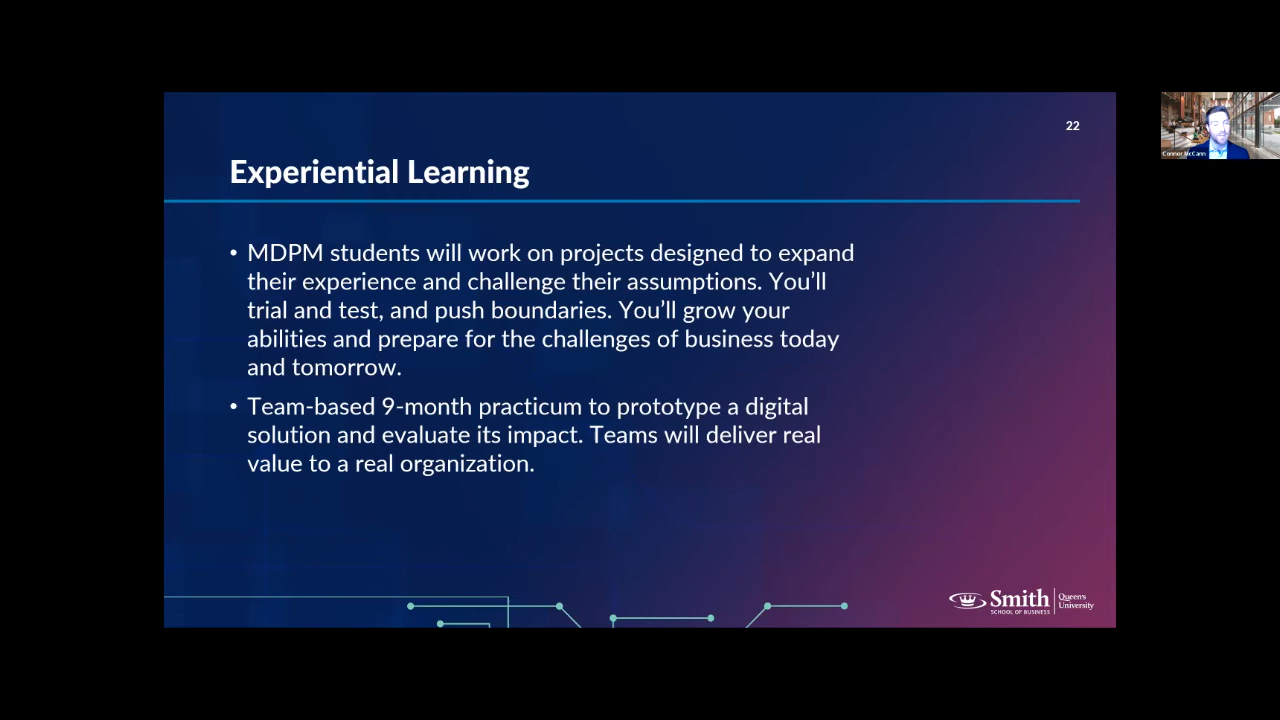 22
Experiential Learning
• MDPM students will work on projects designed to expand
their experience and challenge their assumptions. You’ll
trial and test, and push boundaries. You’ll grow your
abilities and prepare for the challenges of business today
and tomorrow.
• Team-based 9-month practicum to prototype a digital
solution and evaluate its impact. Teams will deliver real
value to a real organization.
Smith
SCHOOL OF BUSINESS
Queen's
University
Connor McCann